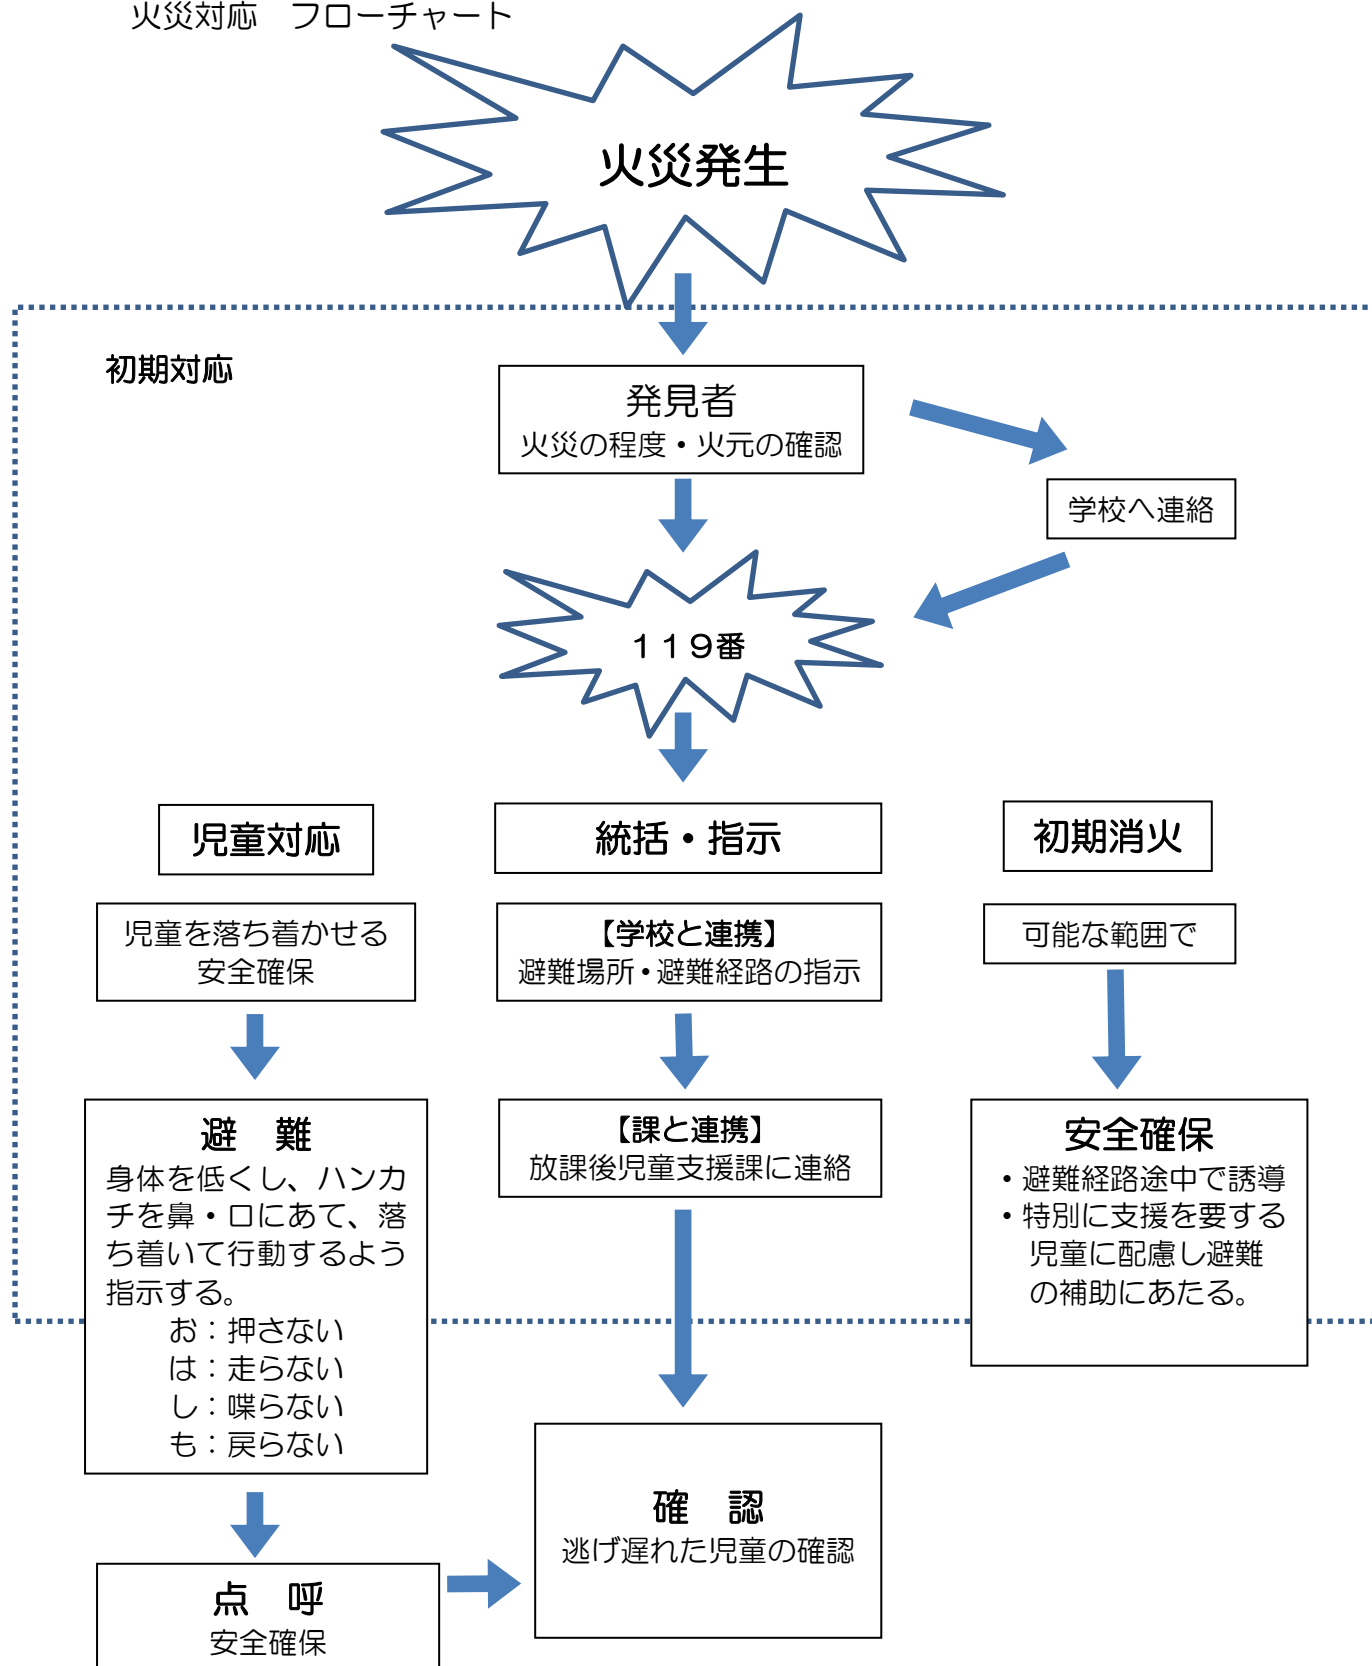 火災対応　フローチャート
火災発生
初期対応
発見者
火災の程度・火元の確認
学校へ連絡
１１９番
児童対応
児童を落ち着かせる
安全確保
避　難
身体を低くし、ハンカ
チを鼻・口にあて、落
ち着いて行動するよう
指示する。
お：押さない
は：走らない
し：喋らない
も：戻らない
点　呼
安全確保
統括・指示
【学校と連携】
避難場所・避難経路の指示
【課と連携】
放課後児童支援課に連絡
確　認
逃げ遅れた児童の確認
初期消火
可能な範囲で
安全確保
・避難経路途中で誘導
・特別に支援を要する
児童に配慮し避難
の補助にあたる。